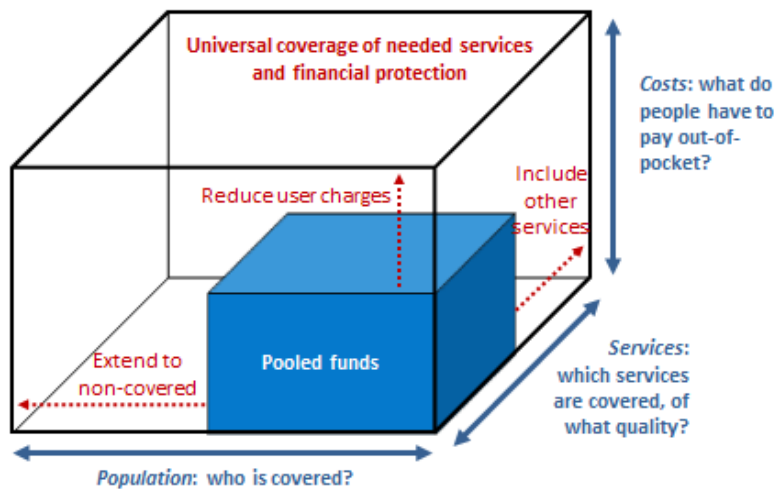 Universal coverage of needed services
and financial protection
Costs: what do
people have to
pay out-of-
pocket?
Include
other
services
Reduce user charges
Extend to
non-covered
Pooled funds
Services:
which services
are covered, of
what quality?
Population: who is covered?